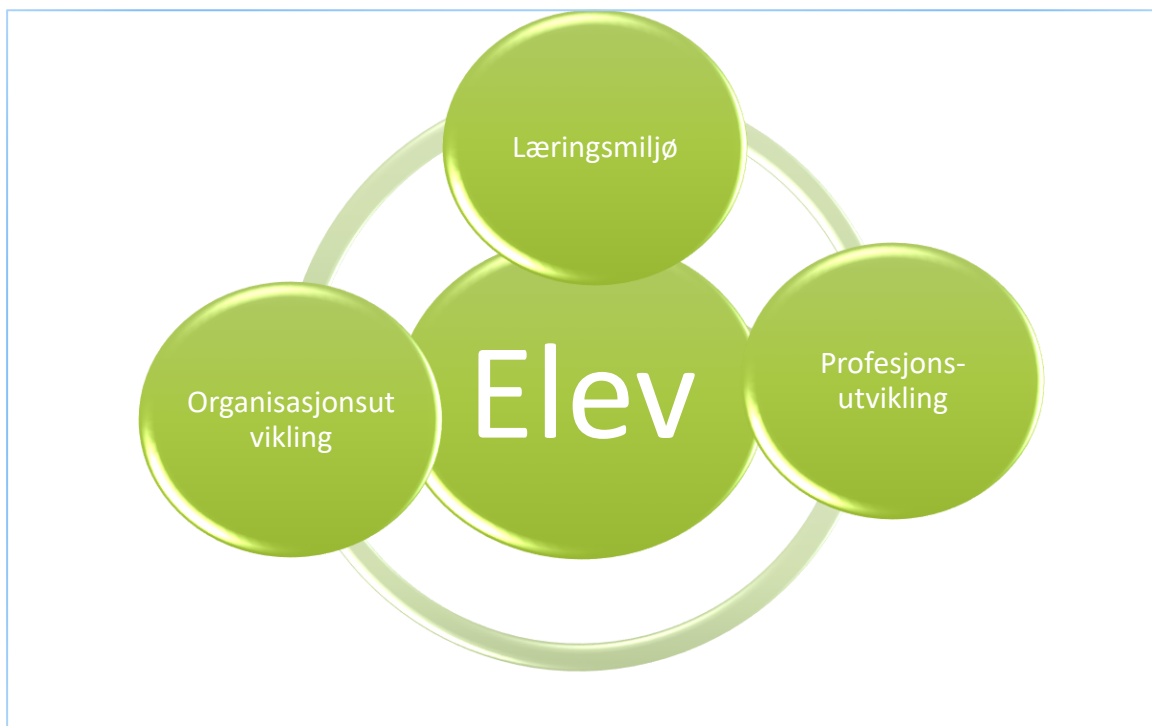 Læringsmiljø
Profesjons-
utvikling
Organisasjonsut
vikling
Elev